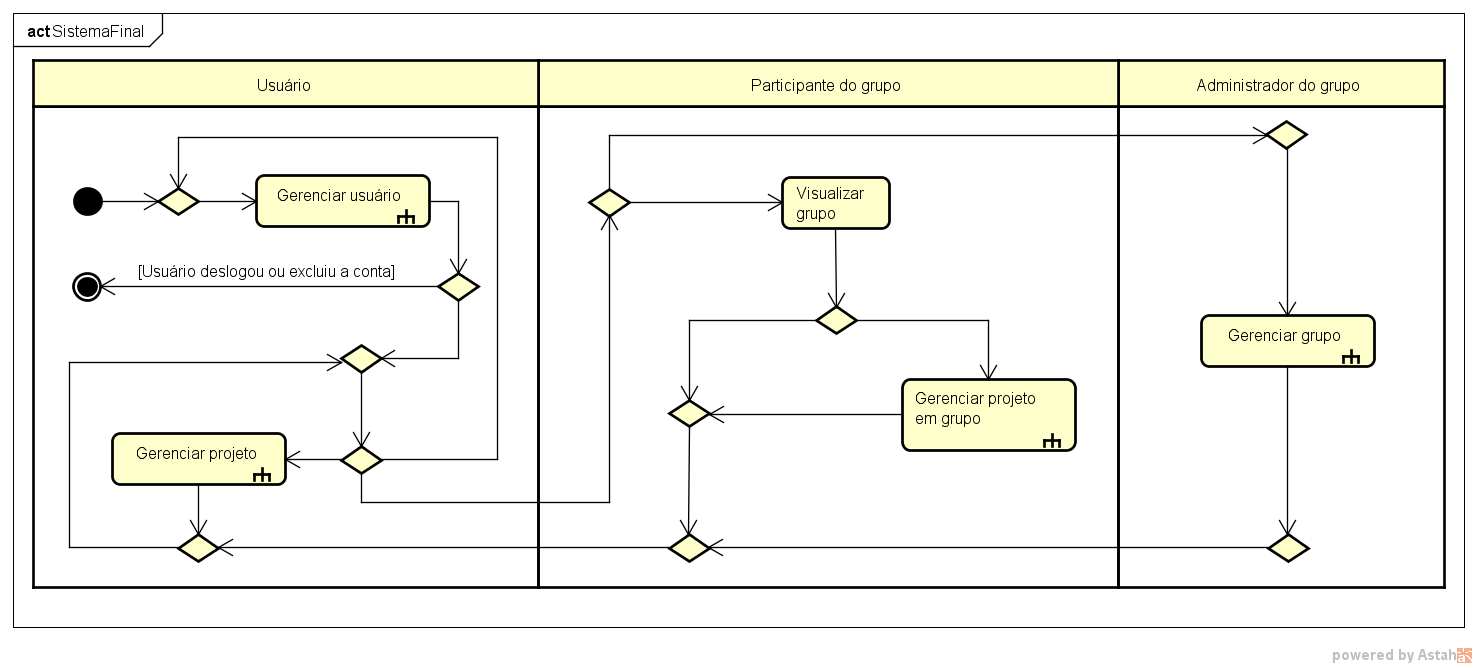 act SistemaFinal
Usuário
Participante do grupo
Administrador do grupo
Gerenciar usuário
Visualizar
grupo
[Usuário deslogou ou excluiu a conta]
Gerenciar grupo
Gerenciar projeto
em grupo
Gerenciar projeto
powered by Astah